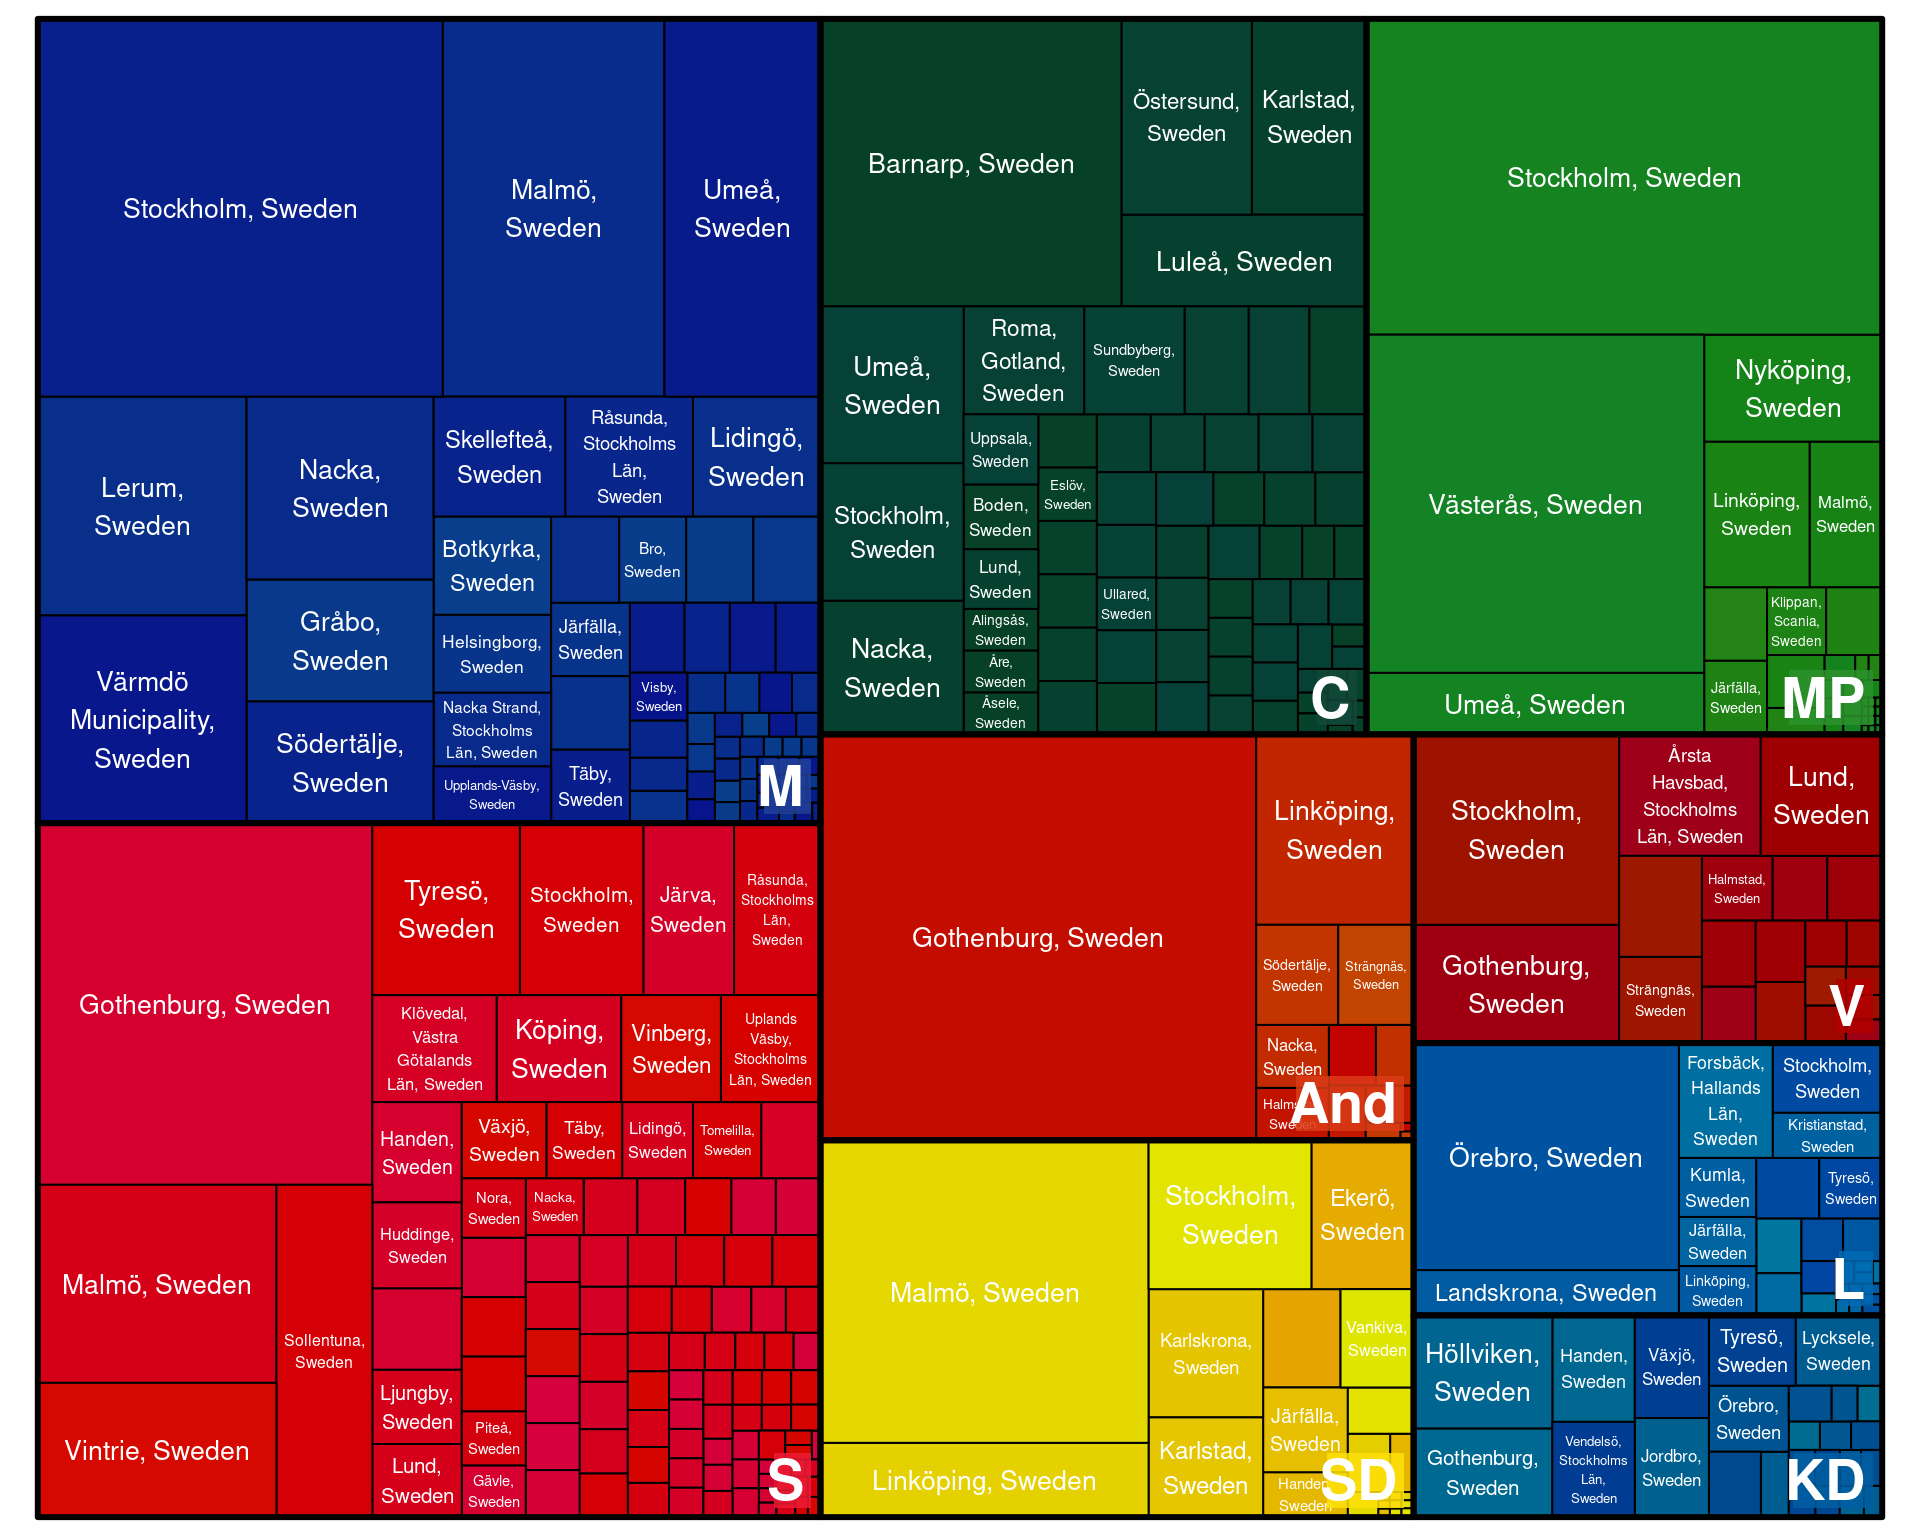 Stockholm, Sweden
Malmö,
Sweden
Umeå,
Sweden
Lerum,
Sweden
Nacka,
Sweden
Skellefteå,
Sweden
Råsunda,
Stockholms
Län,
Sweden
Lidingö,
Sweden
Botkyrka,
Sweden
Bro,
Sweden
Gråbo,
Sweden
Helsingborg,
Sweden
Järfälla,
Sweden
Värmdö
Municipality,
Sweden
Södertälje,
Sweden
Nacka Strand,
Stockholms
Län, Sweden
Visby,
Sweden
Upplands-Väsby,
Sweden
Täby,
Sweden
M
Barnarp, Sweden
Östersund,
Sweden
Karlstad,
Sweden
Luleå, Sweden
Umeå,
Sweden
Roma,
Gotland,
Sweden
Sundbyberg,
Sweden
Uppsala,
Sweden
Eslöv,
Sweden
Stockholm,
Sweden
Boden,
Sweden
Lund,
Sweden
Ullared,
Sweden
Alingsås,
Sweden
Nacka,
Sweden
Åre,
Sweden
Åsele,
Sweden
C
Stockholm, Sweden
Västerås, Sweden
Nyköping,
Sweden
Linköping,
Sweden
Malmö,
Sweden
Klippan,
Scania,
Sweden
Umeå, Sweden
Järfälla,
Sweden
MP
Gothenburg, Sweden
Tyresö,
Sweden
Stockholm,
Sweden
Järva,
Sweden
Råsunda,
Stockholms
Län,
Sweden
Klövedal,
Västra
Götalands
Län, Sweden
Köping,
Sweden
Vinberg,
Sweden
Uplands
Väsby,
Stockholms
Län, Sweden
Handen,
Sweden
Växjö,
Sweden
Täby,
Sweden
Lidingö,
Sweden
Tomelilla,
Sweden
Malmö, Sweden
Sollentuna,
Sweden
Huddinge,
Sweden
Nora,
Sweden
Nacka,
Sweden
Vintrie, Sweden
Ljungby,
Sweden
Piteå,
Sweden
Lund,
Sweden
Gävle,
Sweden
S
Gothenburg, Sweden
Linköping,
Sweden
Södertälje,
Sweden
Strängnäs,
Sweden
Nacka,
Sweden
And
Malmö, Sweden
Stockholm,
Sweden
Ekerö,
Sweden
Karlskrona,
Sweden
Vankiva,
Sweden
Linköping, Sweden
Karlstad,
Sweden
Järfälla,
Sweden
Handen,
Sweden
SD
Stockholm,
Sweden
Årsta
Havsbad,
Stockholms
Län, Sweden
Lund,
Sweden
Halmstad,
Sweden
Gothenburg,
Sweden
Strängnäs,
Sweden
V
Örebro, Sweden
Forsbäck,
Hallands
Län,
Sweden
Stockholm,
Sweden
Kristianstad,
Sweden
Kumla,
Sweden
Tyresö,
Sweden
Järfälla,
Sweden
Landskrona, Sweden
Linköping,
Sweden
L
Höllviken,
Sweden
Handen,
Sweden
Växjö,
Sweden
Tyresö,
Sweden
Lycksele,
Sweden
Örebro,
Sweden
Gothenburg,
Sweden
Vendelsö,
Stockholms
Län,
Sweden
Jordbro,
Sweden
KD